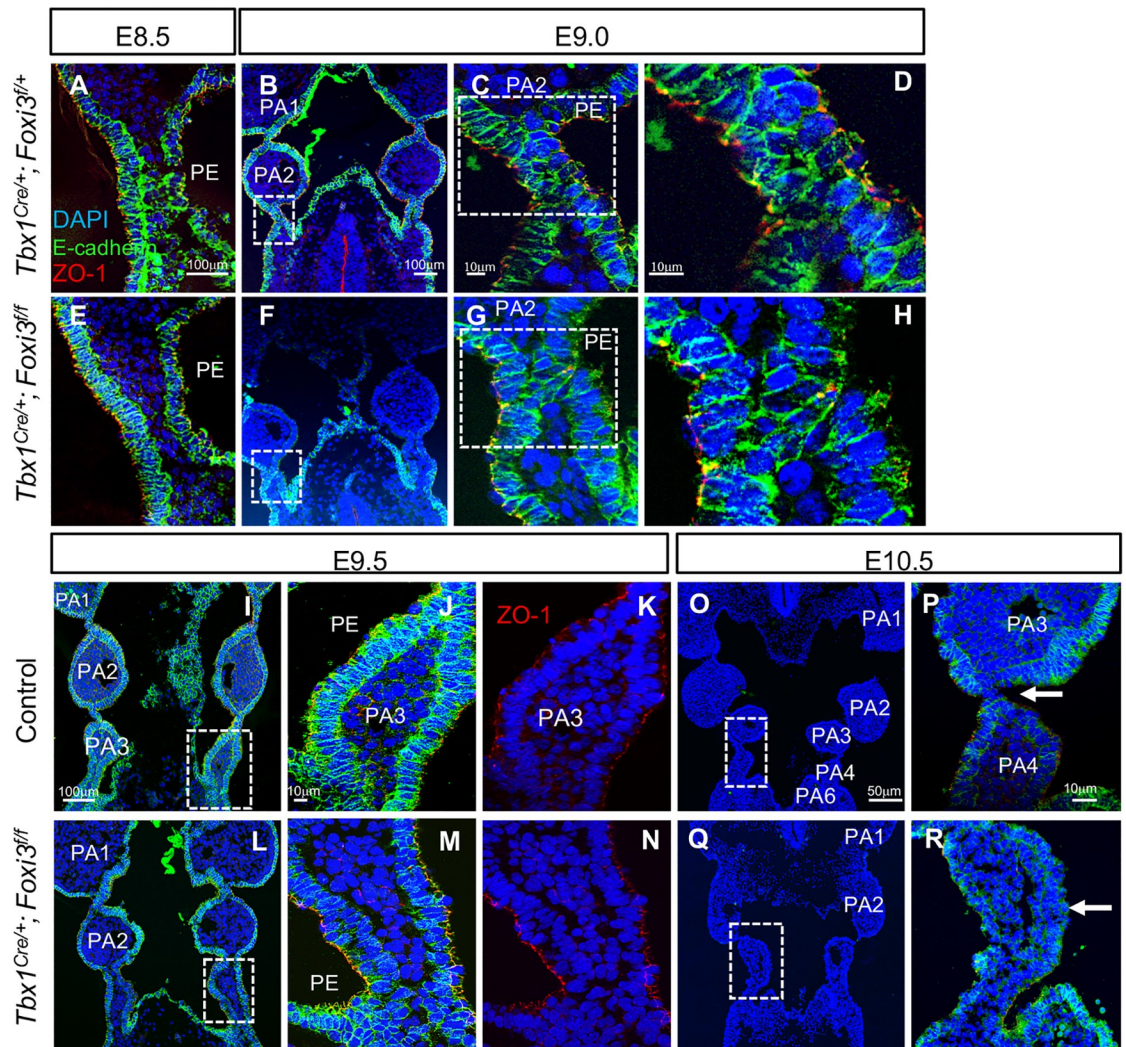 E8.5
E9.0
Tbx1Cre/+; Foxi3f/+
A
PE
DAPI
E-cadherin
ZO-1
100μm
B
PA1
PA2
100μm
C
PA2
PE
10μm
D
10μm
Tbx1Cre/+; Foxi3f/f
E
PE
F
G
PA2
PE
H
E9.5
E10.5
Control
I
PA1
PA2
PA3
100μm
J
PE
PA3
10μm
K
ZO-1
PA3
O
PA1
PA2
PA3
PA4
PA6
50μm
P
PA3
PA4
10μm
Tbx1Cre/+; Foxi3f/f
L
PA1
PA2
M
PE
N
Q
PA1
PA2
R